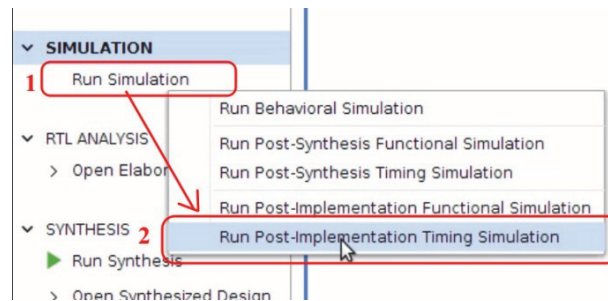 SIMULATION
1 Run Simulation
Run Behavioral Simulation
RTL ANALYSIS
Run Post-Synthesis Functional Simulation
> Open Elabor
Run Post-Synthesis Timing Simulation
Run Post-Implementation Functional Simulation
SYNTHESIS 2
Run Post-Implementation Timing Simulation
Run Synthesis
> Open Synthesized Design